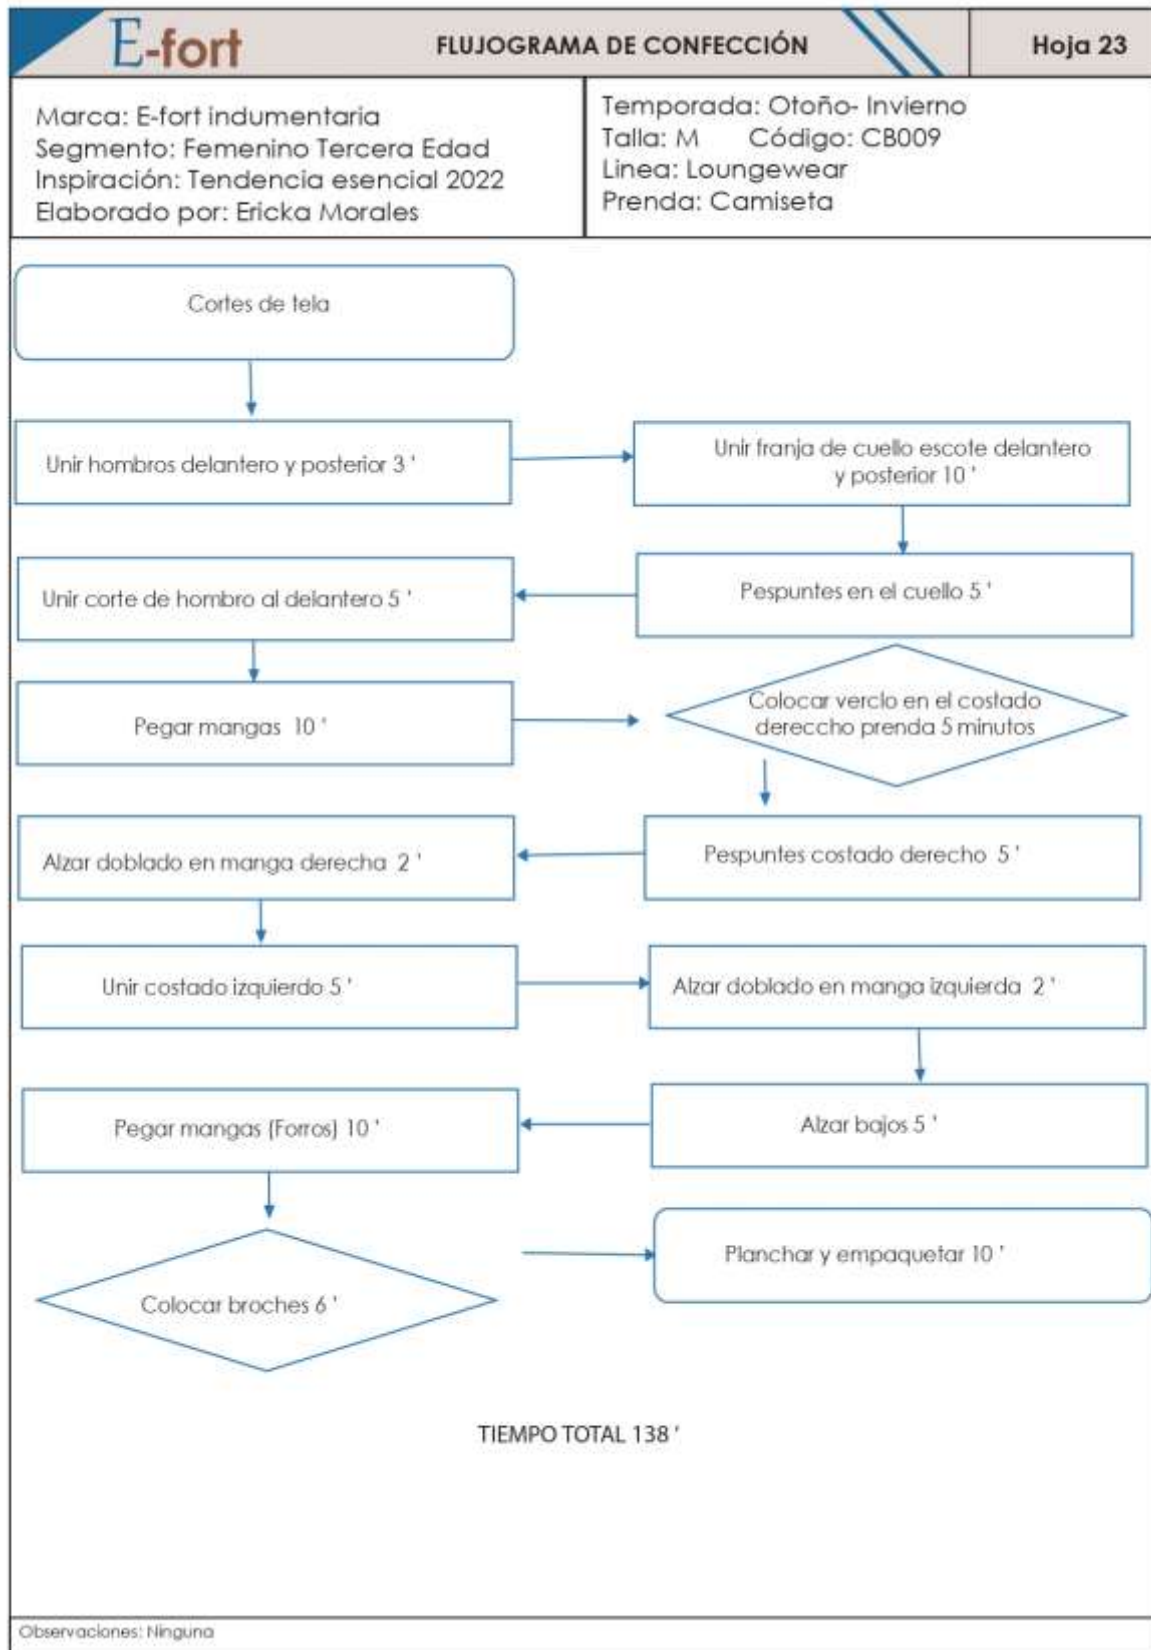 E-fort
FLUJOGRAMA DE CONFECCIÓN
Hoja 23
Marca: E-fort indumentaria
Segmento: Femenino Tercera Edad
Inspiración: Tendencia esencial 2022
Elaborado por: Ericka Morales
Temporada: Otoño- Invierno
Talla: M Código: CB009
Linea: Loungewear
Prenda: Camiseta
Cortes de tela
Unir hombros delantero y posterior 3 '
Unir franja de cuello escote delantero
y posterior 10 '
Pespuntes en el cuello 5 '
Unir corte de hombro al delantero 5 '
Pegar mangas 10 '
Colocar verclo en el costado
dereccho prenda 5 minutos
Pespuntes costado derecho 5 '
Alzar doblado en manga derecha 2 '
Unir costado izquierdo 5 '
Alzar doblado en manga izquierda 2 '
Alzar bajos 5 '
Pegar mangas (Forros) 10 '
Colocar broches 6 '
Planchar y empaquetar 10 '
TIEMPO TOTAL 138 '
Observaciones: Ninguna